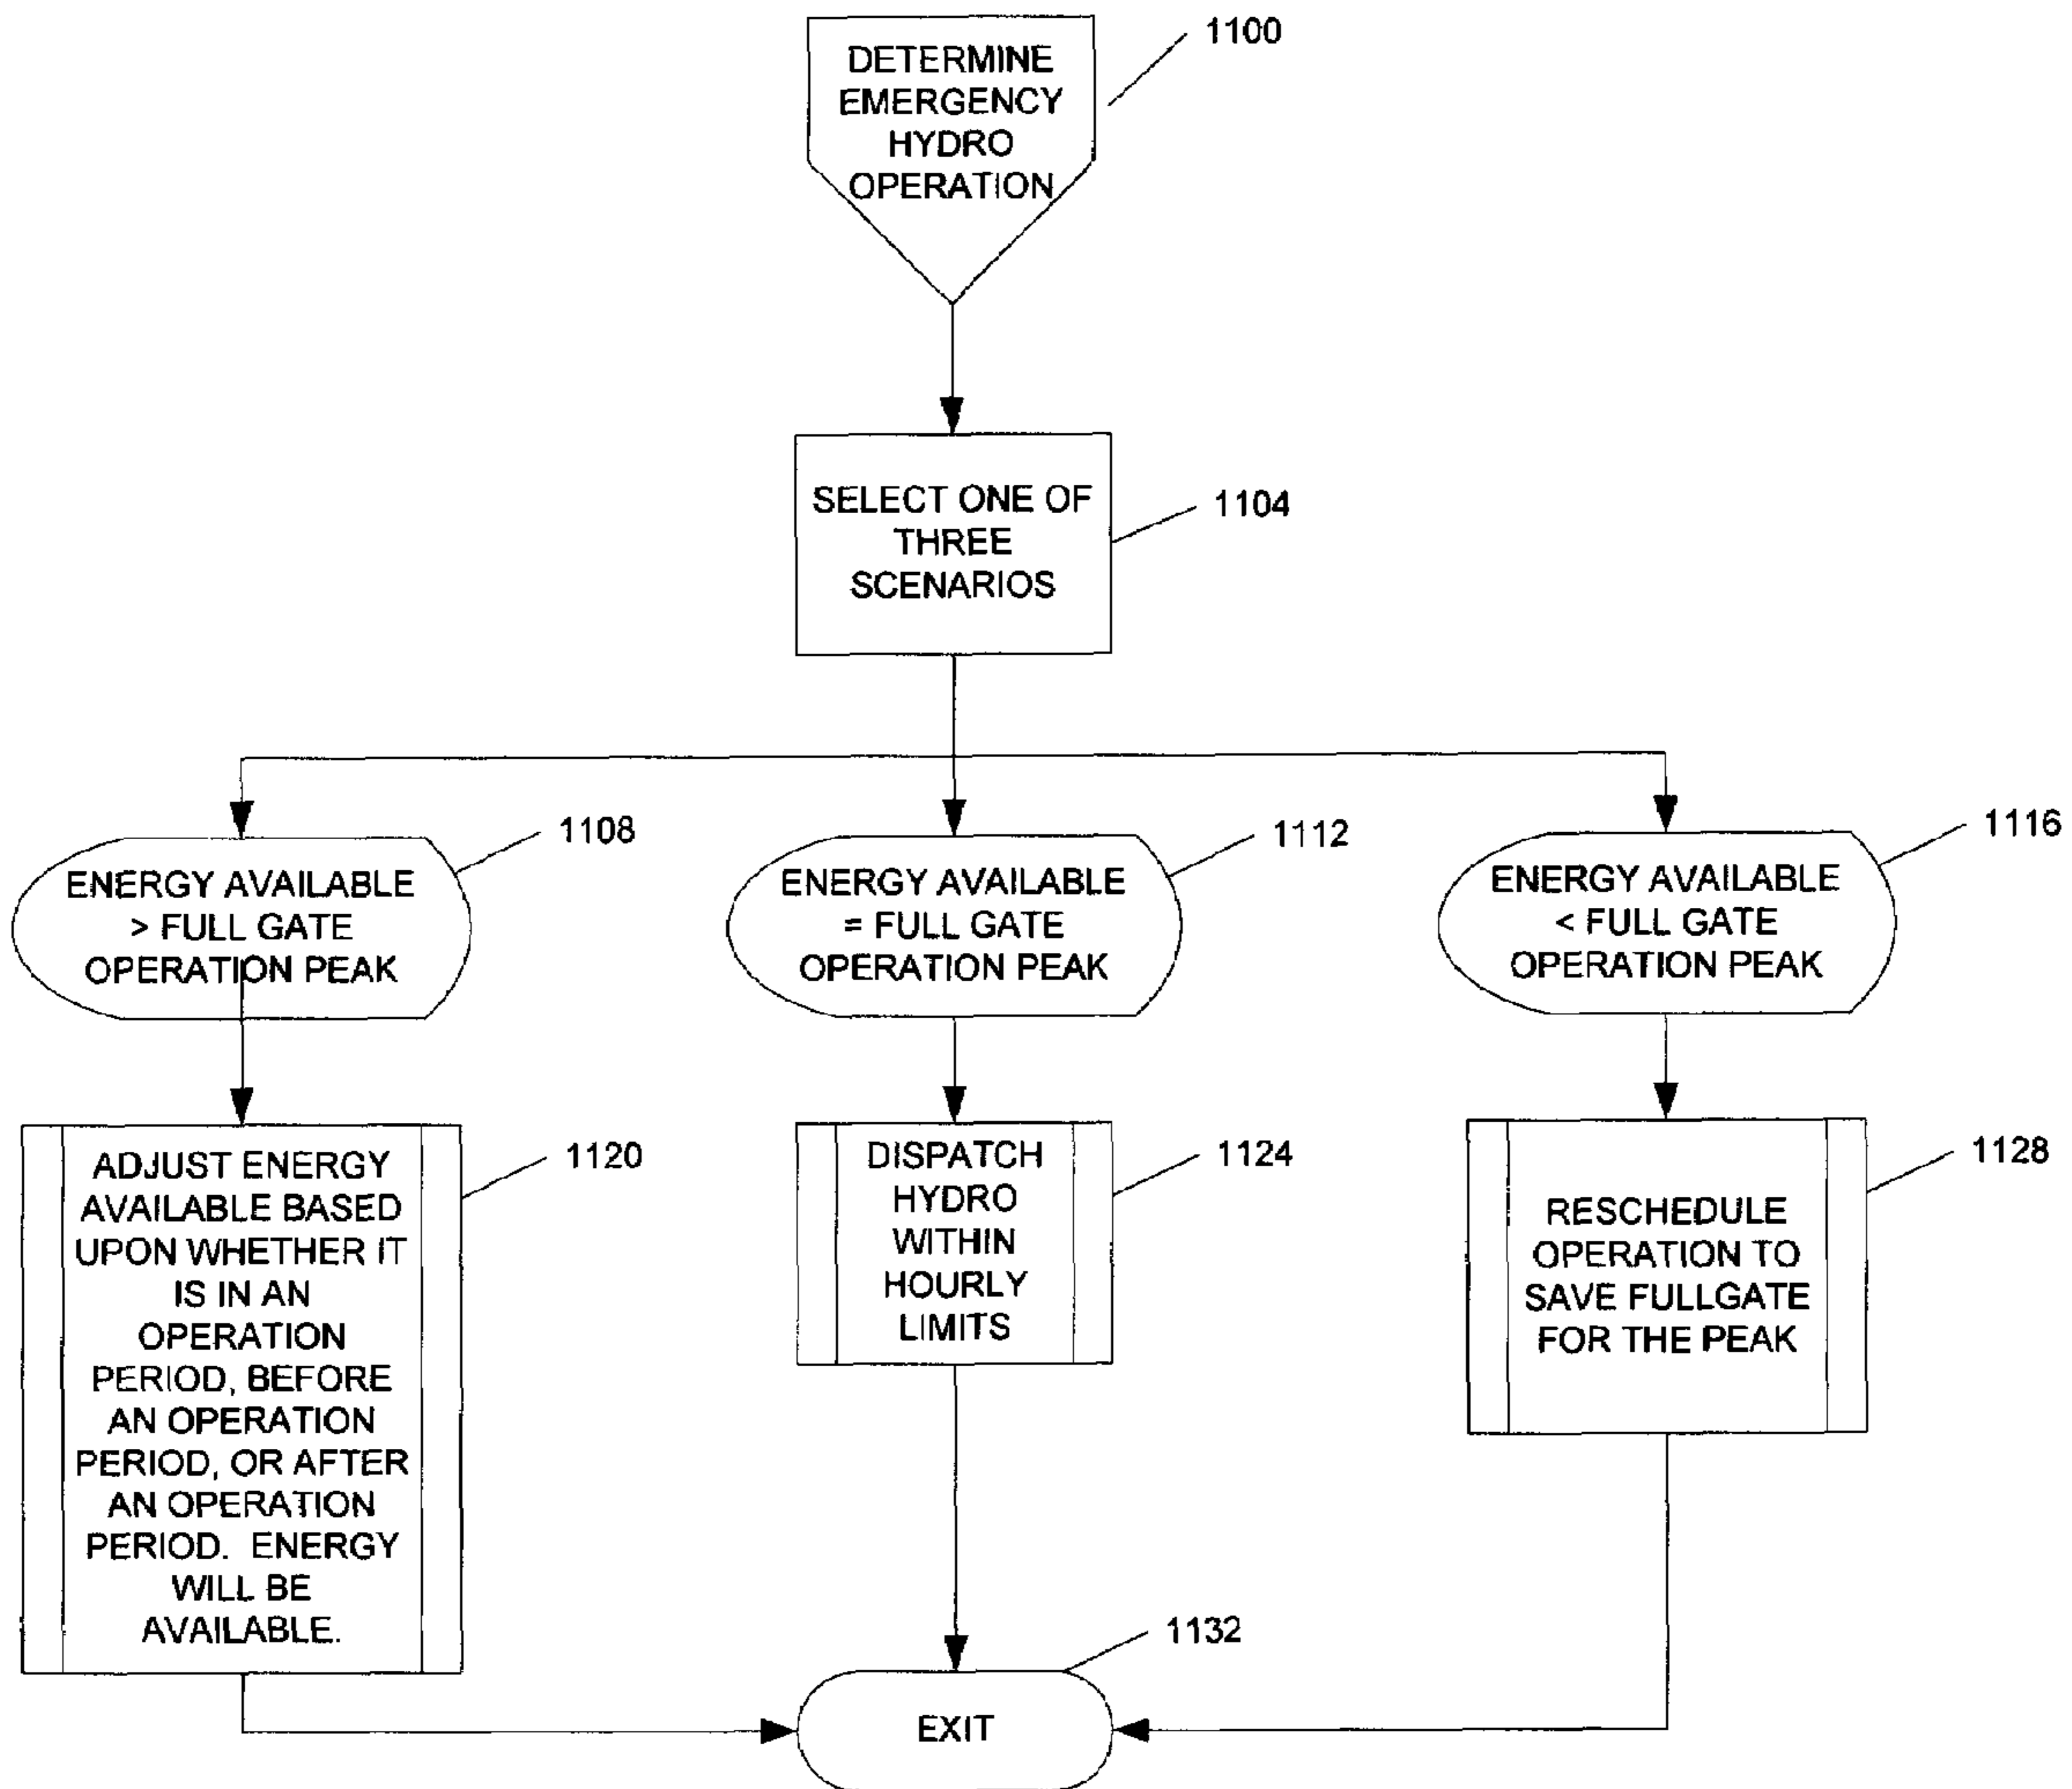 DETERMINE
EMERGENCY
HYDRO
OPERATION
1100
SELECT ONE OF
THREE
SCENARIOS
1104
ENERGY AVAILABLE
> FULL GATE
OPERATION PEAK
1108
ENERGY AVAILABLE
= FULL GATE
OPERATION PEAK
1112
ENERGY AVAILABLE
< FULL GATE
OPERATION PEAK
1116
ADJUST ENERGY
AVAILABLE BASED
UPON WHETHER IT
IS IN AN
OPERATION
PERIOD, BEFORE
AN OPERATION
PERIOD, OR AFTER
AN OPERATION
PERIOD. ENERGY
WILL BE
AVAILABLE.
1120
DISPATCH
HYDRO
WITHIN
HOURLY
LIMITS
1124
RESCHEDULE
OPERATION TO
SAVE FULLGATE
FOR THE PEAK
1128
EXIT
1132